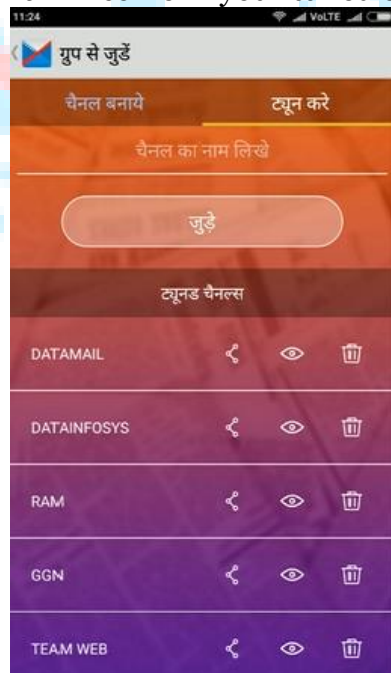 11:24 VoLTE
ग्रुप से जुडें
चैनल बनाये ट्यून करे
चैनल का नाम लिखे
जुड़े
ट्यूनड चैनल्स
DATAMAIL
DATAINFOSYS
RAM
GGN
TEAM WEB